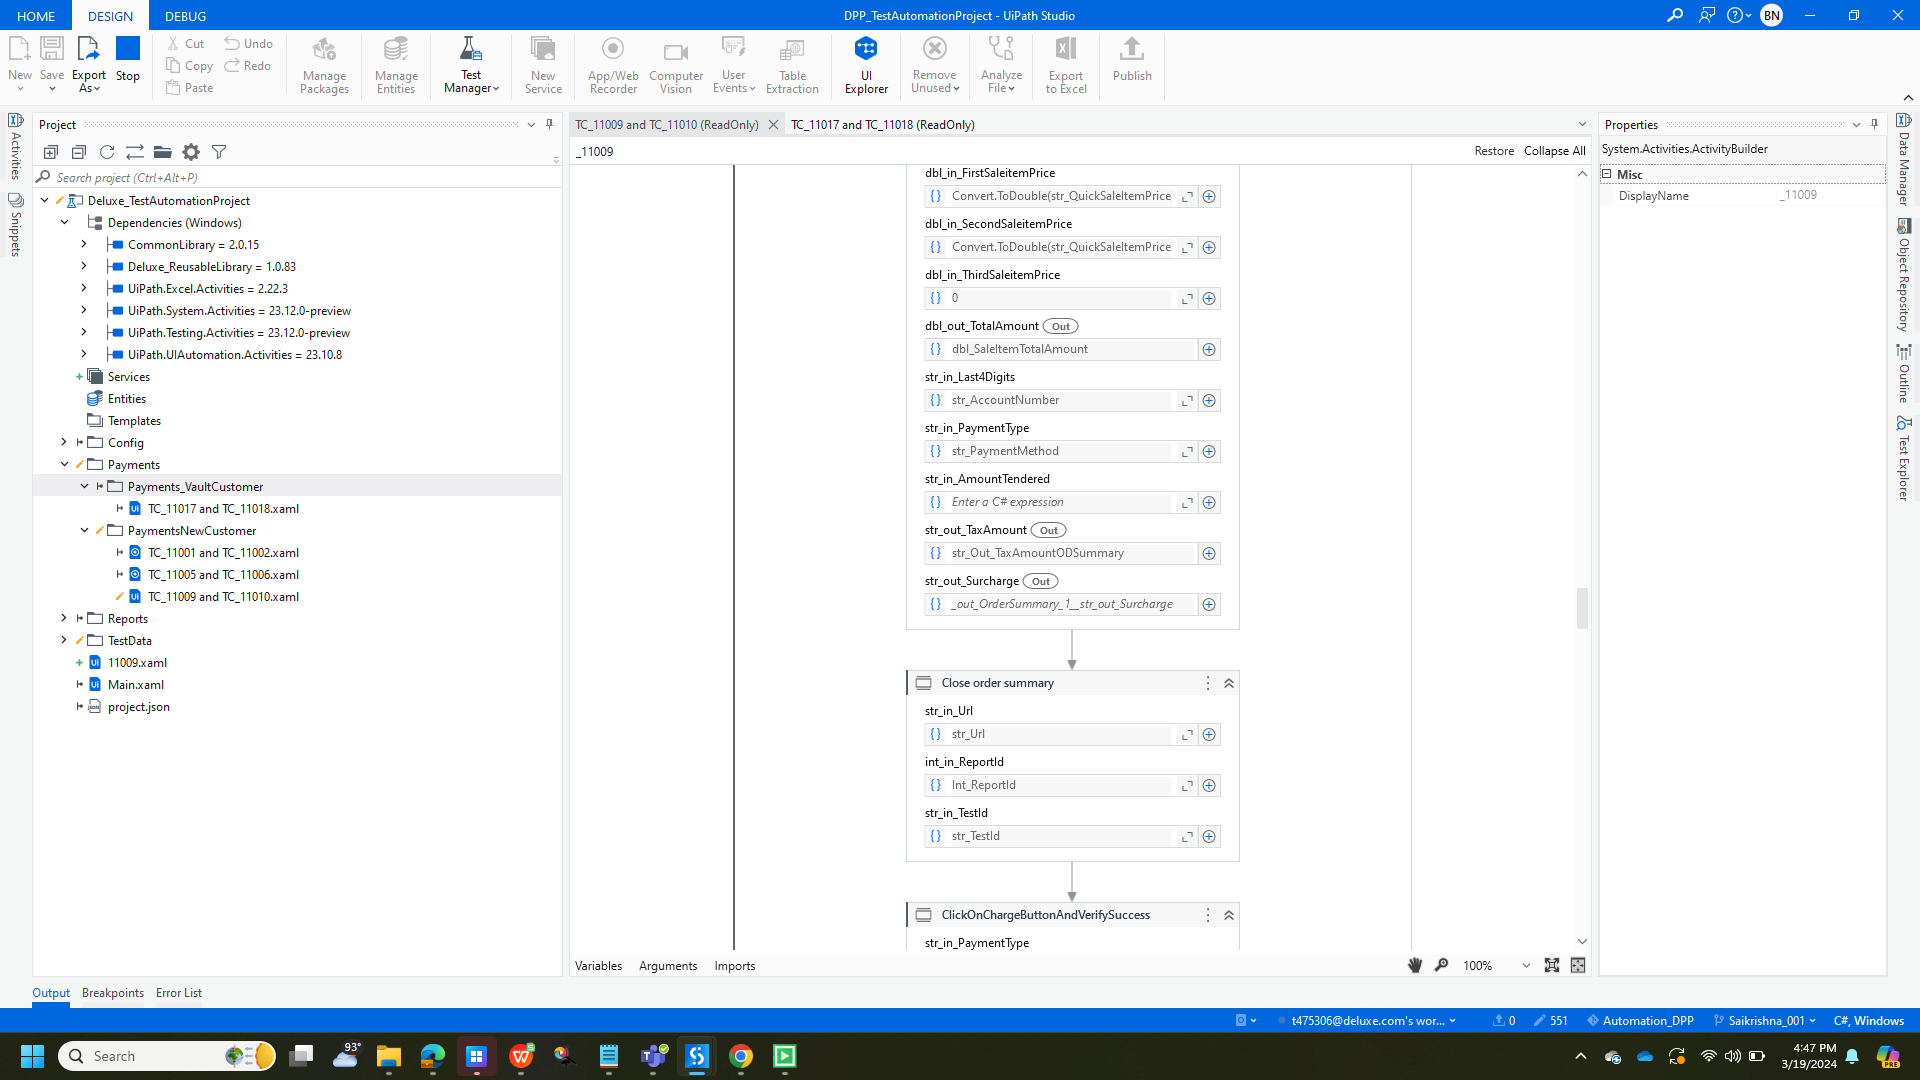 HOME DESIGN DEBUG DPP_TestAutomationProject - UiPath Studio BN
New Save Export As Stop Cut Copy Paste Undo Redo Manage Packages Manage Entities Test Manager New Service App/Web Recorder Computer Vision User Events Table Extraction UI Explorer Remove Unused Analyze File Export to Excel Publish
Activities
Snippets
Project
Search project (Ctrl+Alt+P)
Deluxe_TestAutomationProject
Dependencies (Windows)
CommonLibrary = 2.0.15
Deluxe_ReusableLibrary = 1.0.83
UiPath.Excel.Activities = 2.22.3
UiPath.System.Activities = 23.12.0-preview
UiPath.Testing.Activities = 23.12.0-preview
UiPath.UIAutomation.Activities = 23.10.8
Services
Entities
Templates
Config
Payments
Payments_VaultCustomer
TC_11017 and TC_11018.xaml
PaymentsNewCustomer
TC_11001 and TC_11002.xaml
TC_11005 and TC_11006.xaml
TC_11009 and TC_11010.xaml
Reports
TestData
11009.xaml
Main.xaml
project.json
TC_11009 and TC_11010 (ReadOnly) TC_11017 and TC_11018 (ReadOnly)
_11009 Restore Collapse All
dbl_in_FirstSaleitemPrice
Convert.ToDouble(str_QuickSaleItemPrice
dbl_in_SecondSaleitemPrice
Convert.ToDouble(str_QuickSaleItemPrice
dbl_in_ThirdSaleitemPrice
0
dbl_out_TotalAmount Out
dbl_SaleItemTotalAmount
str_in_Last4Digits
str_AccountNumber
str_in_PaymentType
str_PaymentMethod
str_in_AmountTendered
Enter a C# expression
str_out_TaxAmount Out
str_Out_TaxAmountODSummary
str_out_Surcharge Out
_out_OrderSummary_1__str_out_Surcharge
Close order summary
str_in_Url
str_Url
int_in_ReportId
Int_ReportId
str_in_TestId
str_TestId
ClickOnChargeButtonAndVerifySuccess
str_in_PaymentType
Variables Arguments Imports 100%
Properties
System.Activities.ActivityBuilder
Misc
DisplayName _11009
Data Manager
Object Repository
Outline
Test Explorer
Output Breakpoints Error List
t475306@deluxe.com's wor... 0 551 Automation_DPP Saikrishna_001 C#, Windows
Search 93° 4:47 PM
3/19/2024
PRE